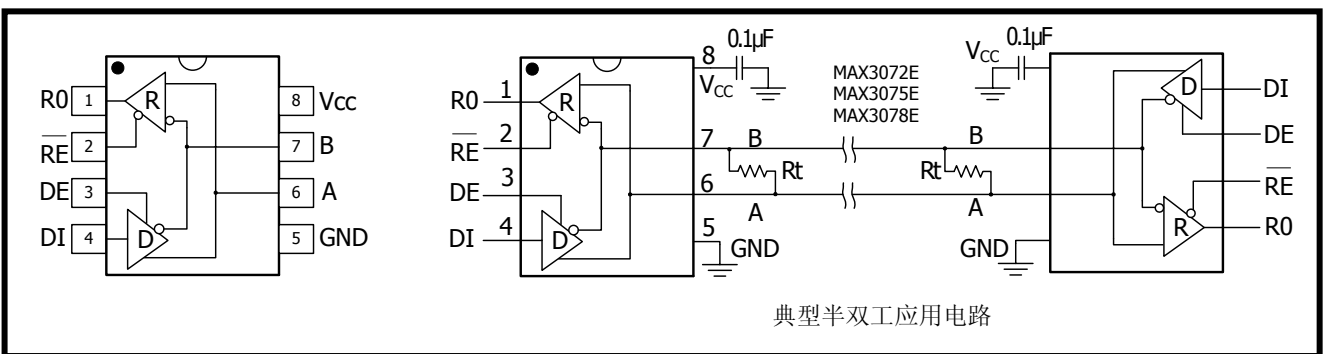 R0 1
RE 2
DE 3
DI 4
R
D
8 Vcc
7 B
6 A
5 GND
R0 1
RE 2
DE 3
DI 4
R
D
8
VCC
0.1µF
7 B
Rt
6
A
5
GND
MAX3072E
MAX3075E
MAX3078E
VCC
0.1µF
B
Rt
A
GND
D
R
DI
DE
RE
R0
典型半双工应用电路